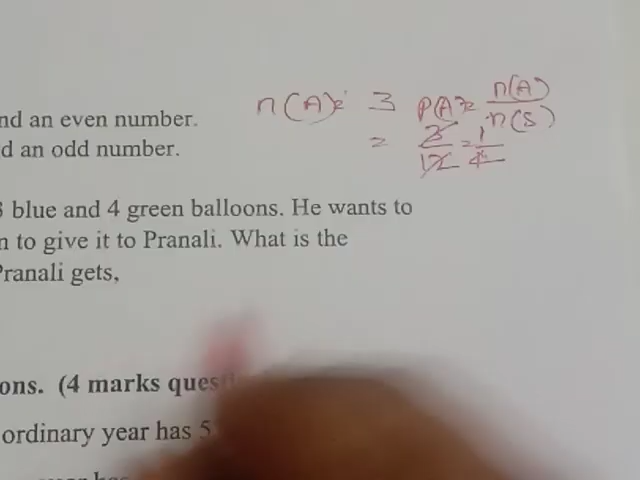 n(A) = 3 P(A) = n(A)/n(S)
= 3/12 = 1/4
nd an even number.
d an odd number.
blue and 4 green balloons. He wants to
n to give it to Pranali. What is the
Pranali gets,
ons. (4 marks ques
ordinary year has 5